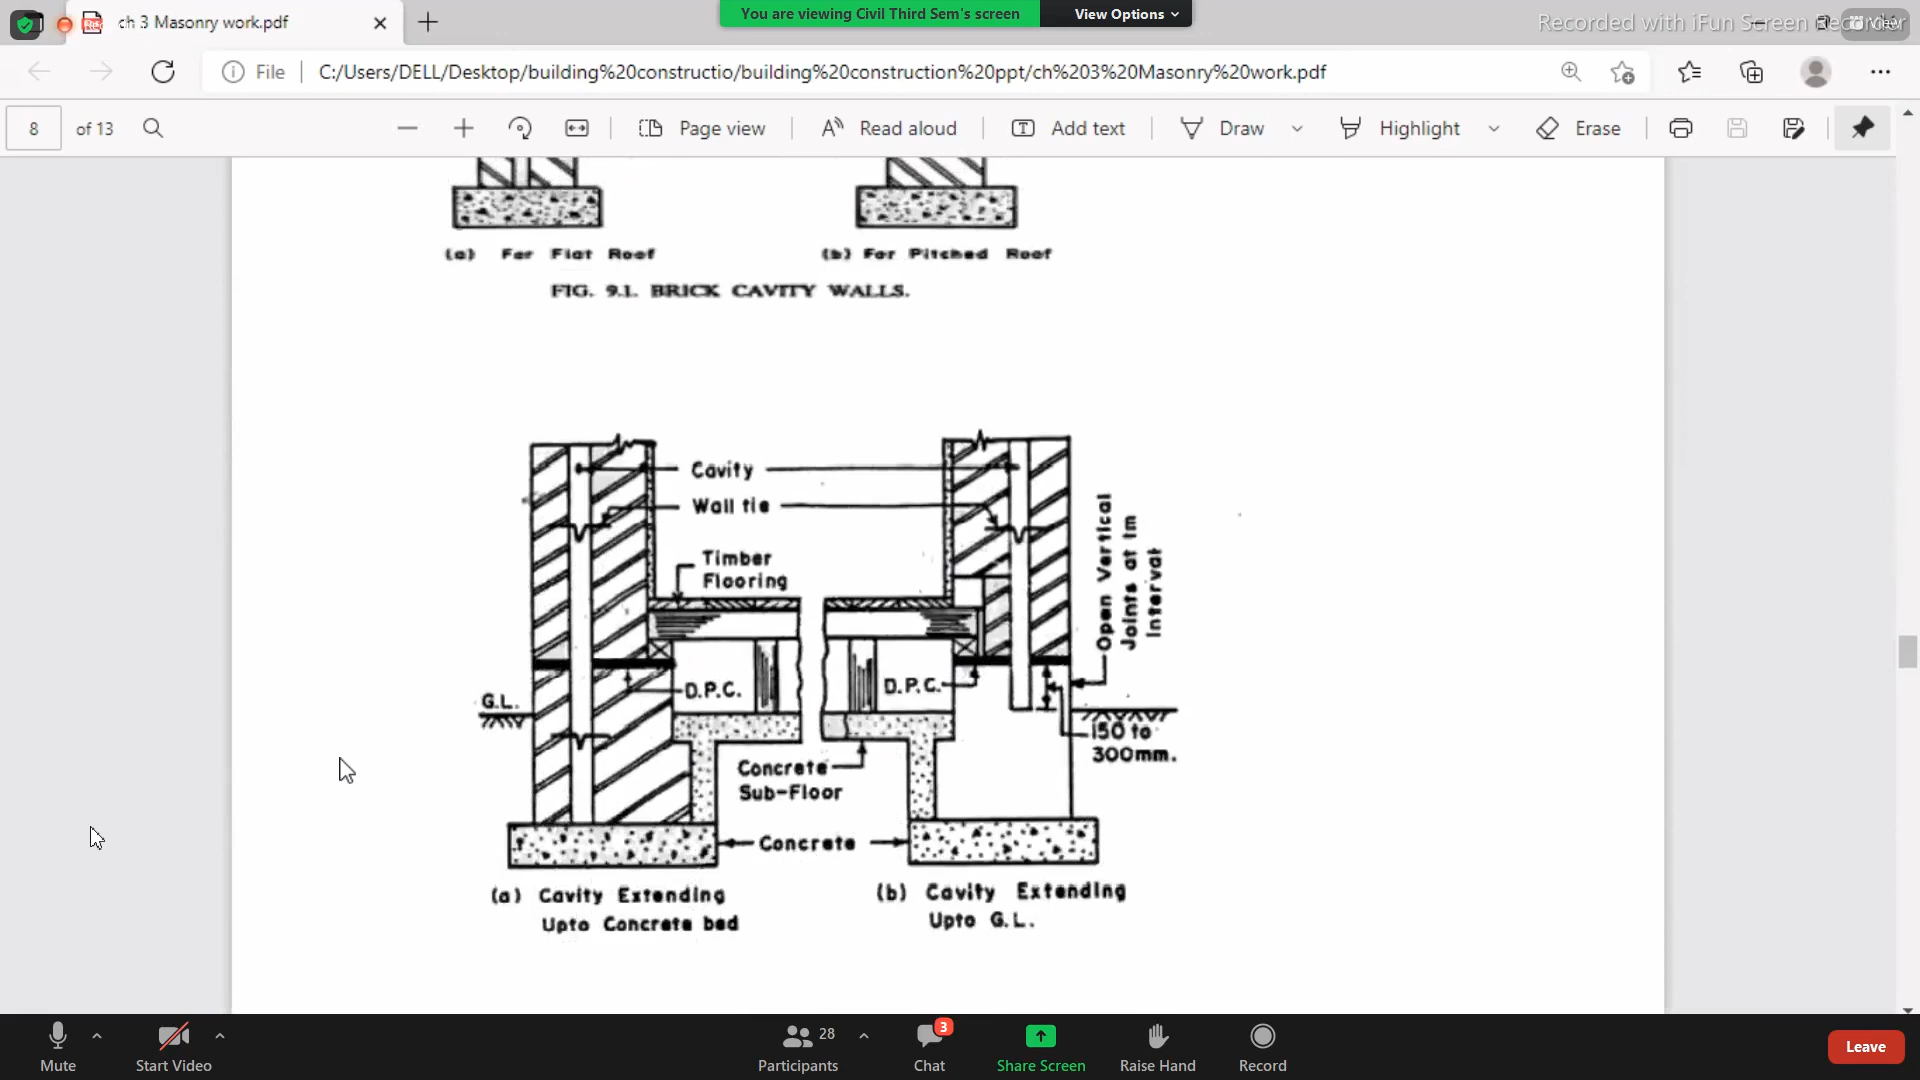 ch 3 Masonry work.pdf
You are viewing Civil Third Sem's screen
View Options
Recorded with iFun Screen Recorder
View
File
C:/Users/DELL/Desktop/building%20constructio/building%20construction%20ppt/ch%203%20Masonry%20work.pdf
8 of 13
Page view
Read aloud
Add text
Draw
Highlight
Erase
(a) For Flat Roof
(b) For Pitched Roof
FIG. 9.1. BRICK CAVITY WALLS.
Cavity
Wall tie
Timber
Flooring
Open Vertical
Joints at 1m
Interval
D.P.C.
D.P.C.
G.L.
150 to
300mm.
Concrete
Sub-Floor
Concrete
(a) Cavity Extending
Upto Concrete bed
(b) Cavity Extending
Upto G.L.
Mute
Start Video
28
Participants
3
Chat
Share Screen
Raise Hand
Record
Leave